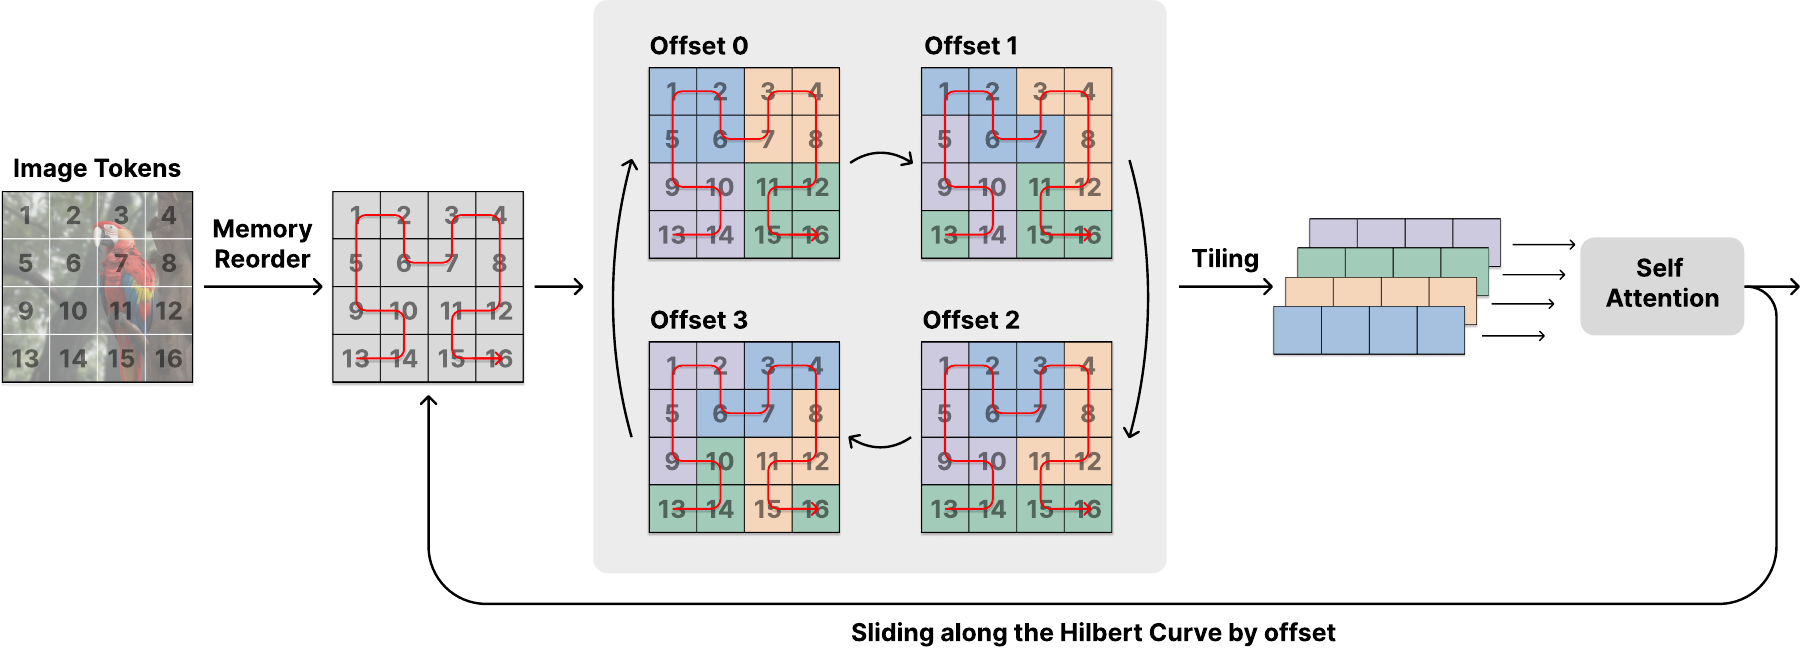 Image Tokens
1 2 3 4
5 6 7 8
9 10 11 12
13 14 15 16
Memory
Reorder
1 2 3 4
5 6 7 8
9 10 11 12
13 14 15 16
Offset 0
1 2 3 4
5 6 7 8
9 10 11 12
13 14 15 16
Offset 1
1 2 3 4
5 6 7 8
9 10 11 12
13 14 15 16
Offset 3
1 2 3 4
5 6 7 8
9 10 11 12
13 14 15 16
Offset 2
1 2 3 4
5 6 7 8
9 10 11 12
13 14 15 16
Tiling
Self
Attention
Sliding along the Hilbert Curve by offset